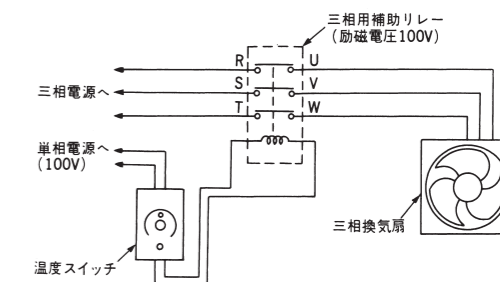 三相用補助リレー
(励磁電圧100V)
R U
S V
T W
三相電源へ
単相電源へ
(100V)
三相換気扇
温度スイッチ